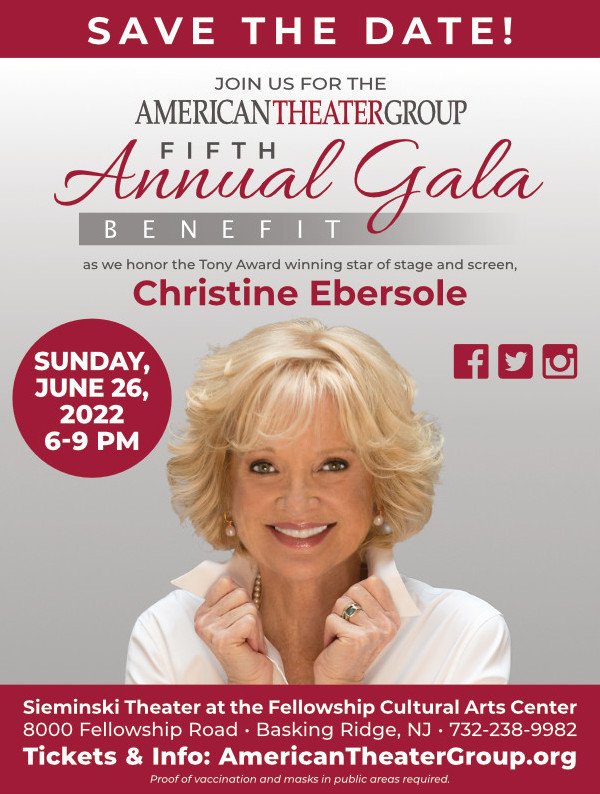 SAVE THE DATE!
JOIN US FOR THE
AMERICANTHEATERGROUP
FIFTH
Annual Gala
BENEFIT
as we honor the Tony Award winning star of stage and screen,
Christine Ebersole
SUNDAY,
JUNE 26,
2022
6-9 PM
Sieminski Theater at the Fellowship Cultural Arts Center
8000 Fellowship Road • Basking Ridge, NJ • 732-238-9982
Tickets & Info: AmericanTheaterGroup.org
Proof of vaccination and masks in public areas required.